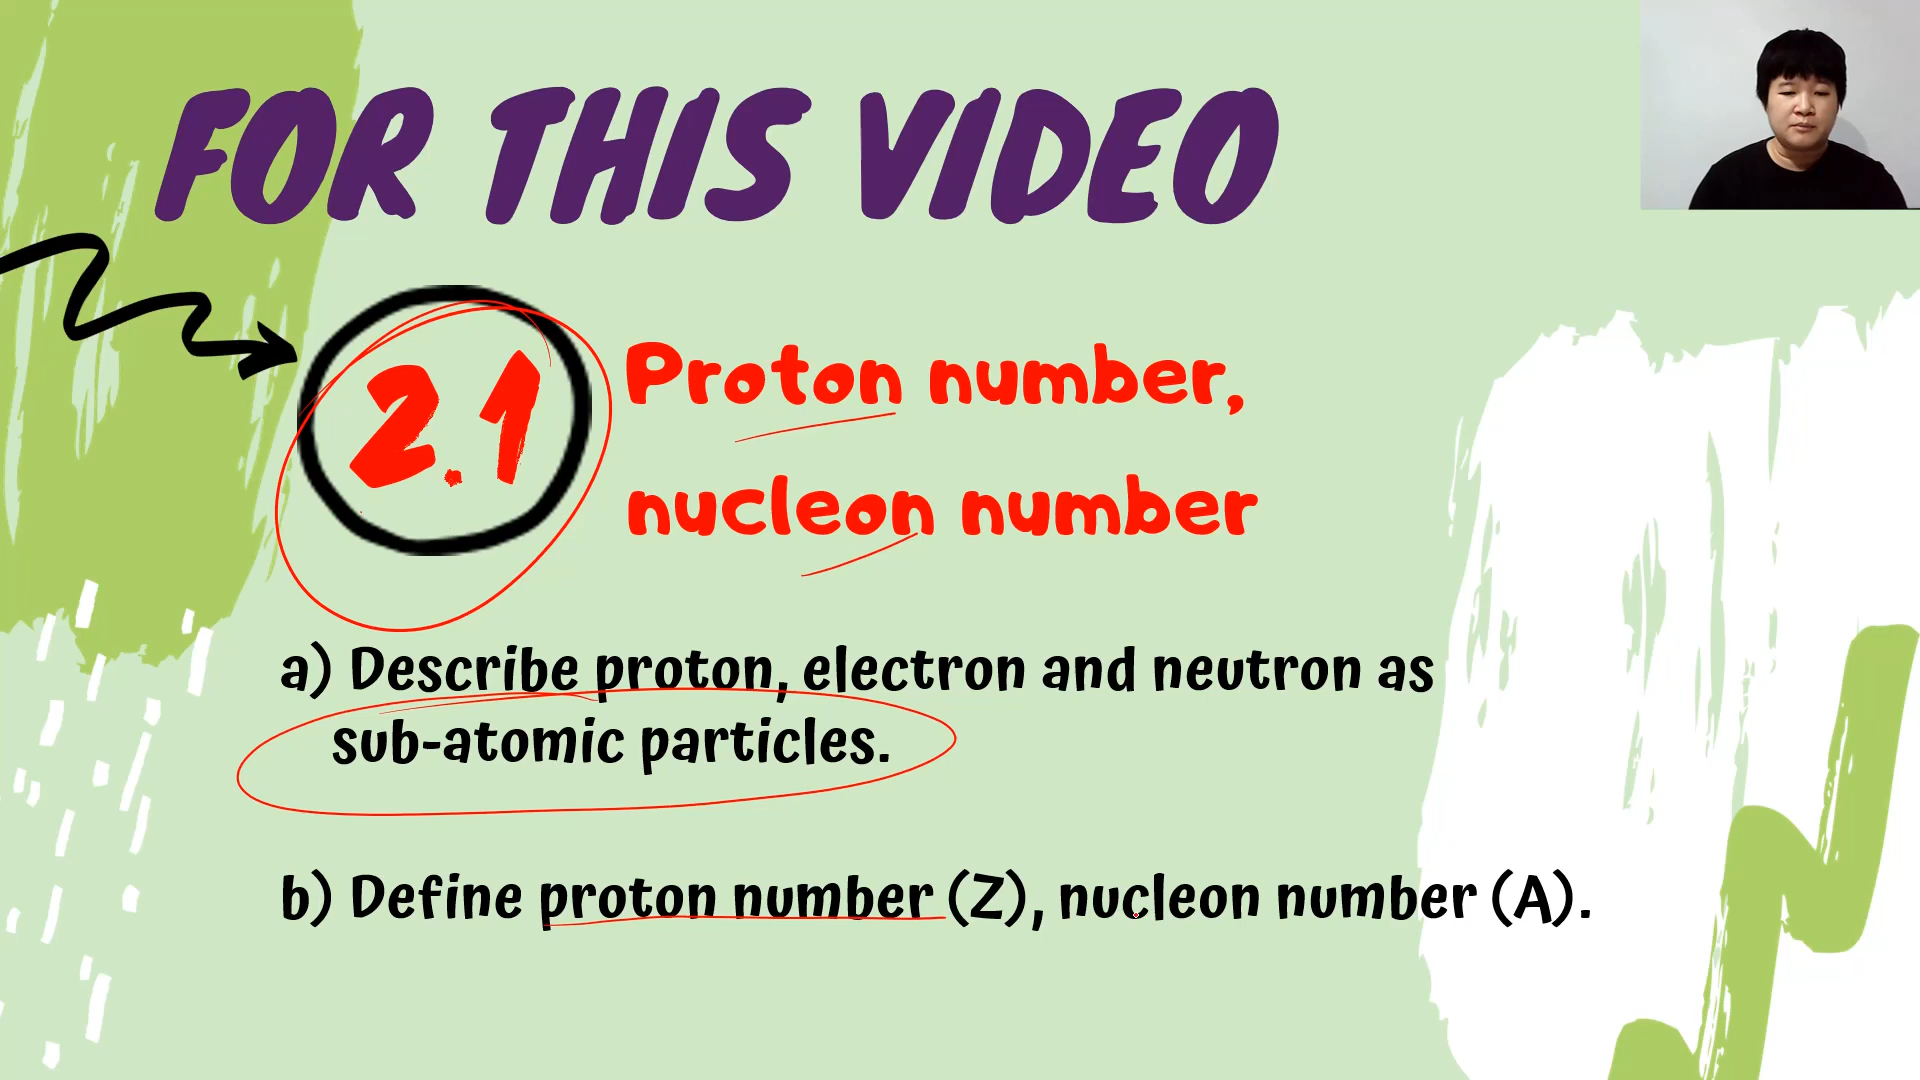 FOR THIS VIDEO
2.1
Proton number,
nucleon number
a) Describe proton, electron and neutron as
sub-atomic particles.
b) Define proton number (Z), nucleon number (A).